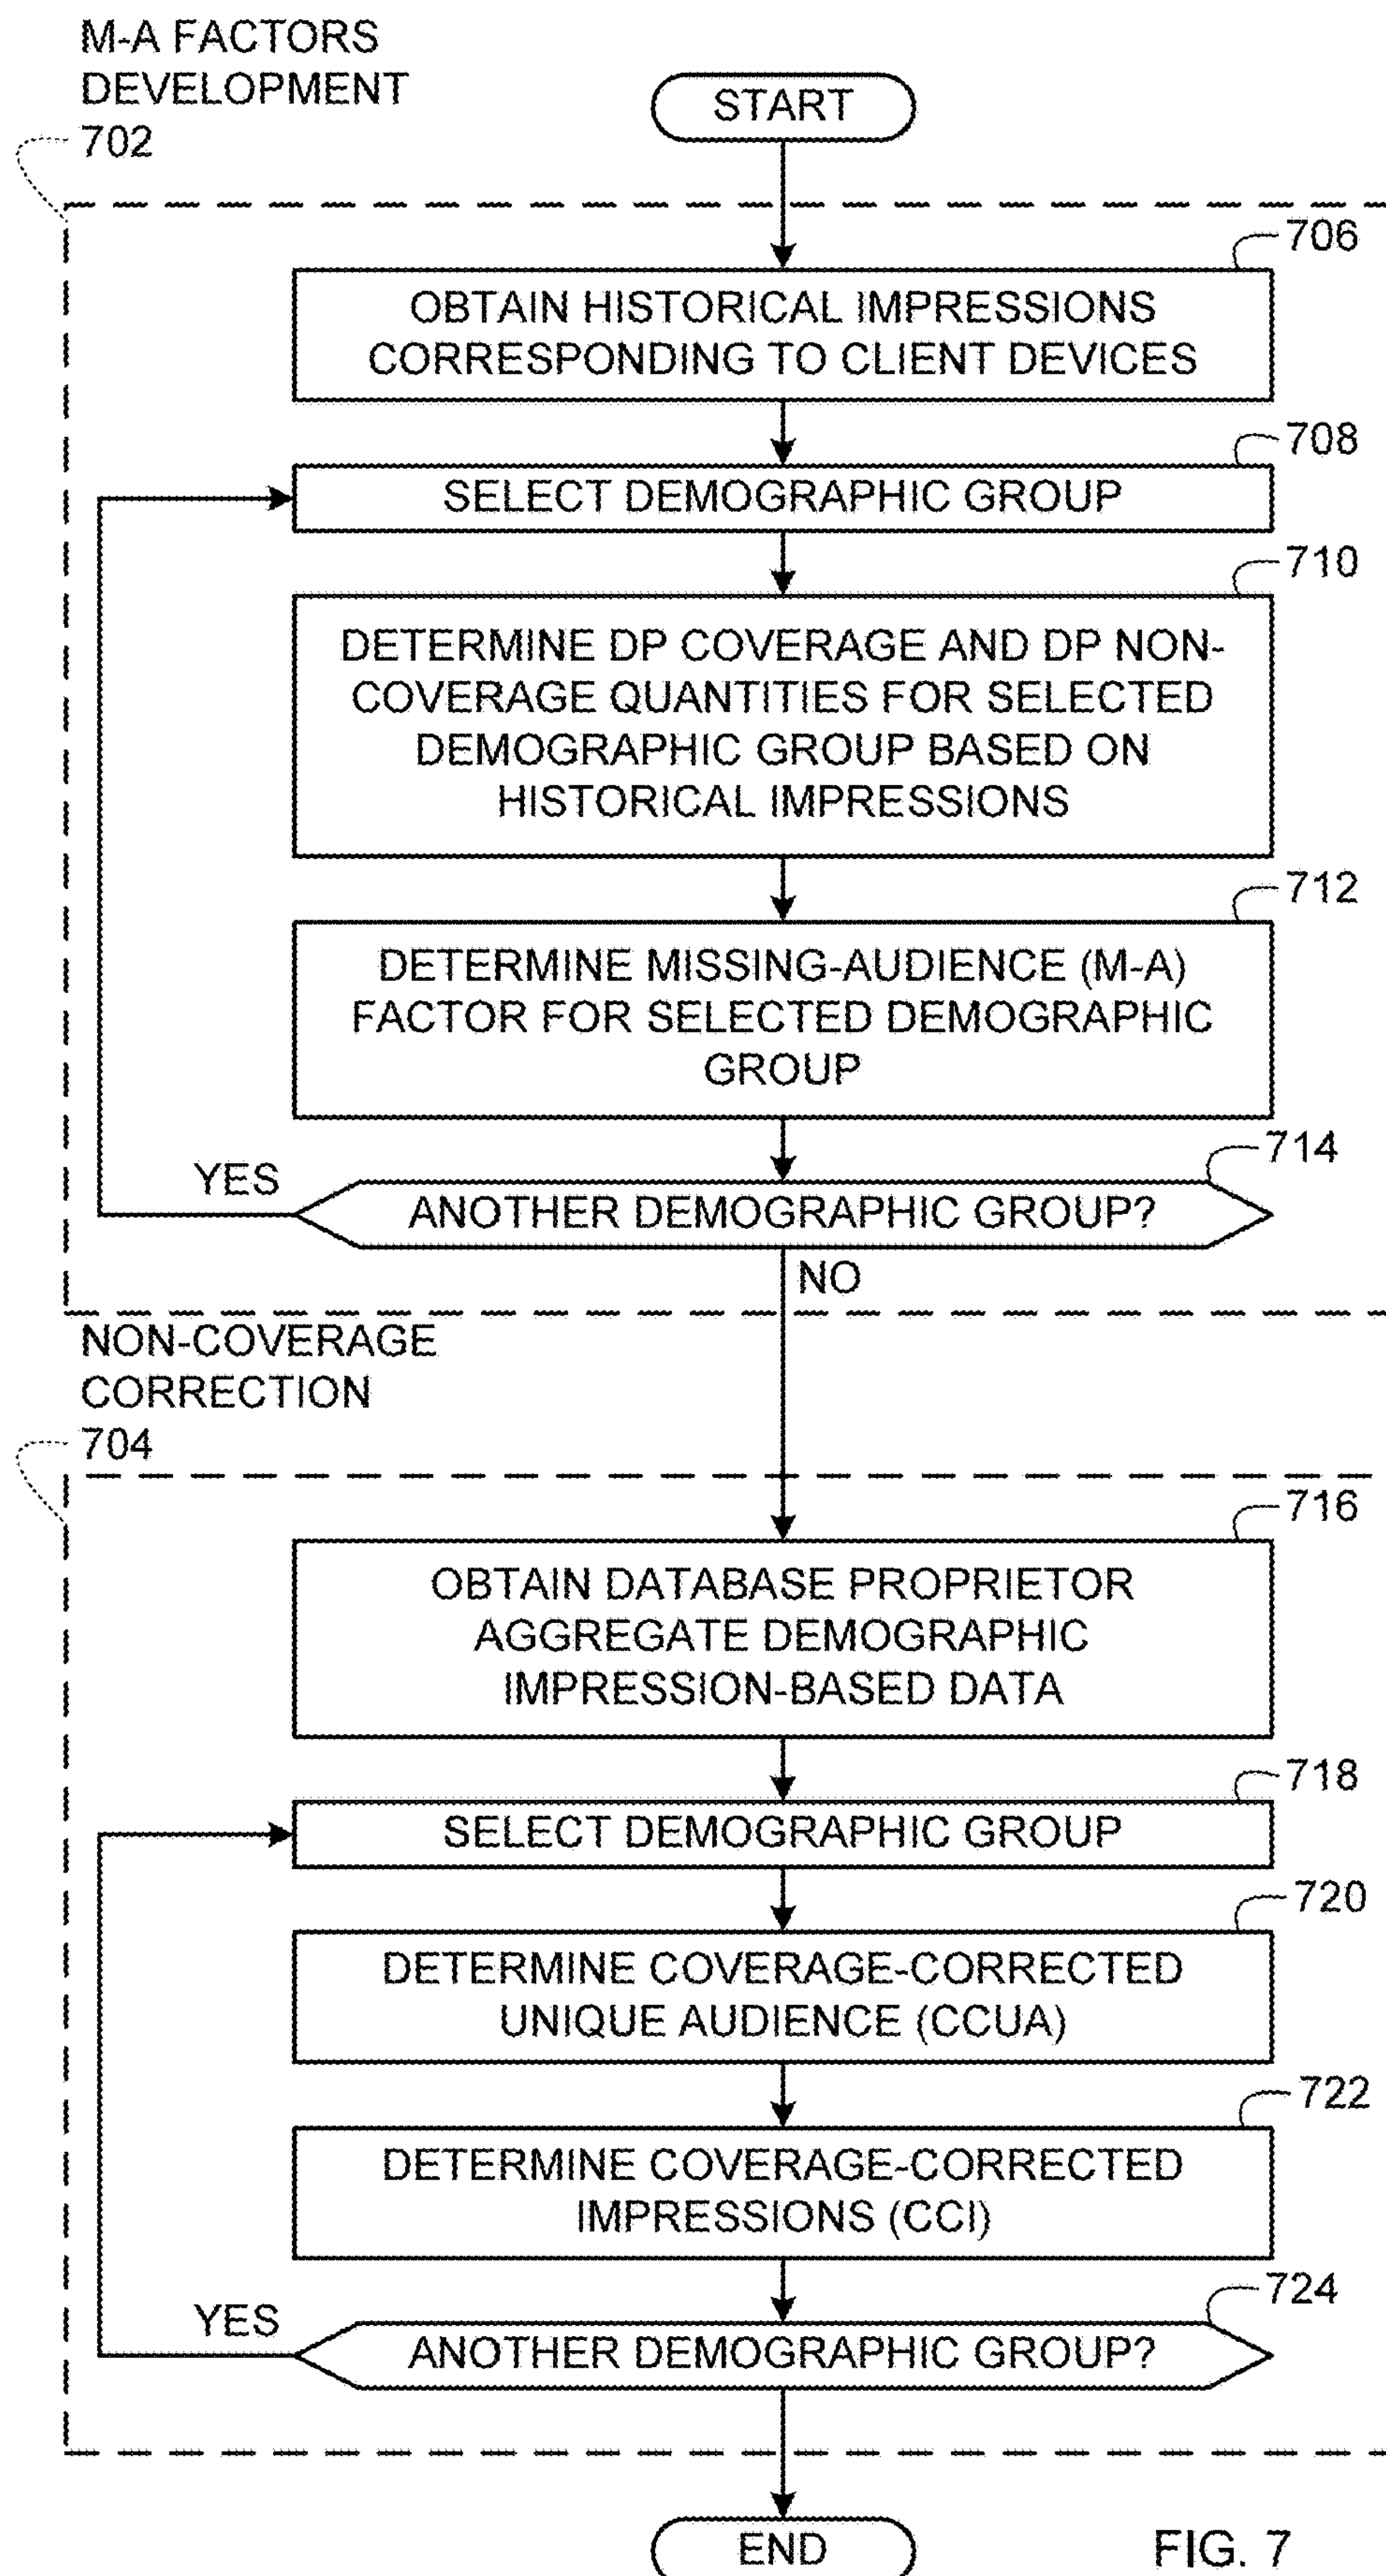 M-A FACTORS
DEVELOPMENT
702
START
706
OBTAIN HISTORICAL IMPRESSIONS
CORRESPONDING TO CLIENT DEVICES
708
SELECT DEMOGRAPHIC GROUP
710
DETERMINE DP COVERAGE AND DP NON-
COVERAGE QUANTITIES FOR SELECTED
DEMOGRAPHIC GROUP BASED ON
HISTORICAL IMPRESSIONS
712
DETERMINE MISSING-AUDIENCE (M-A)
FACTOR FOR SELECTED DEMOGRAPHIC
GROUP
714
YES
ANOTHER DEMOGRAPHIC GROUP?
NO
NON-COVERAGE
CORRECTION
704
716
OBTAIN DATABASE PROPRIETOR
AGGREGATE DEMOGRAPHIC
IMPRESSION-BASED DATA
718
SELECT DEMOGRAPHIC GROUP
720
DETERMINE COVERAGE-CORRECTED
UNIQUE AUDIENCE (CCUA)
722
DETERMINE COVERAGE-CORRECTED
IMPRESSIONS (CCI)
724
YES
ANOTHER DEMOGRAPHIC GROUP?
END
FIG. 7